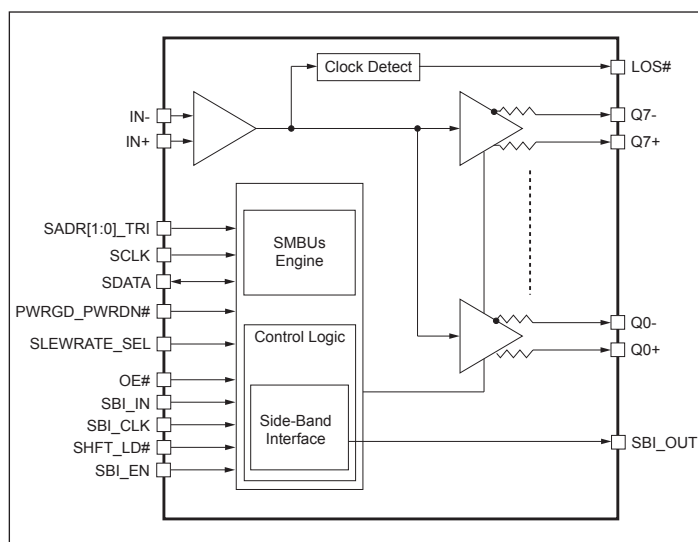 Clock Detect
LOS#
IN-
IN+
Q7-
Q7+
SADR[1:0]_TRI
SCLK
SDATA
PWRGD_PWRDN#
SLEWRATE_SEL
OE#
SBI_IN
SBI_CLK
SHFT_LD#
SBI_EN
SMBUs
Engine
Control Logic
Side-Band
Interface
Q0-
Q0+
SBI_OUT